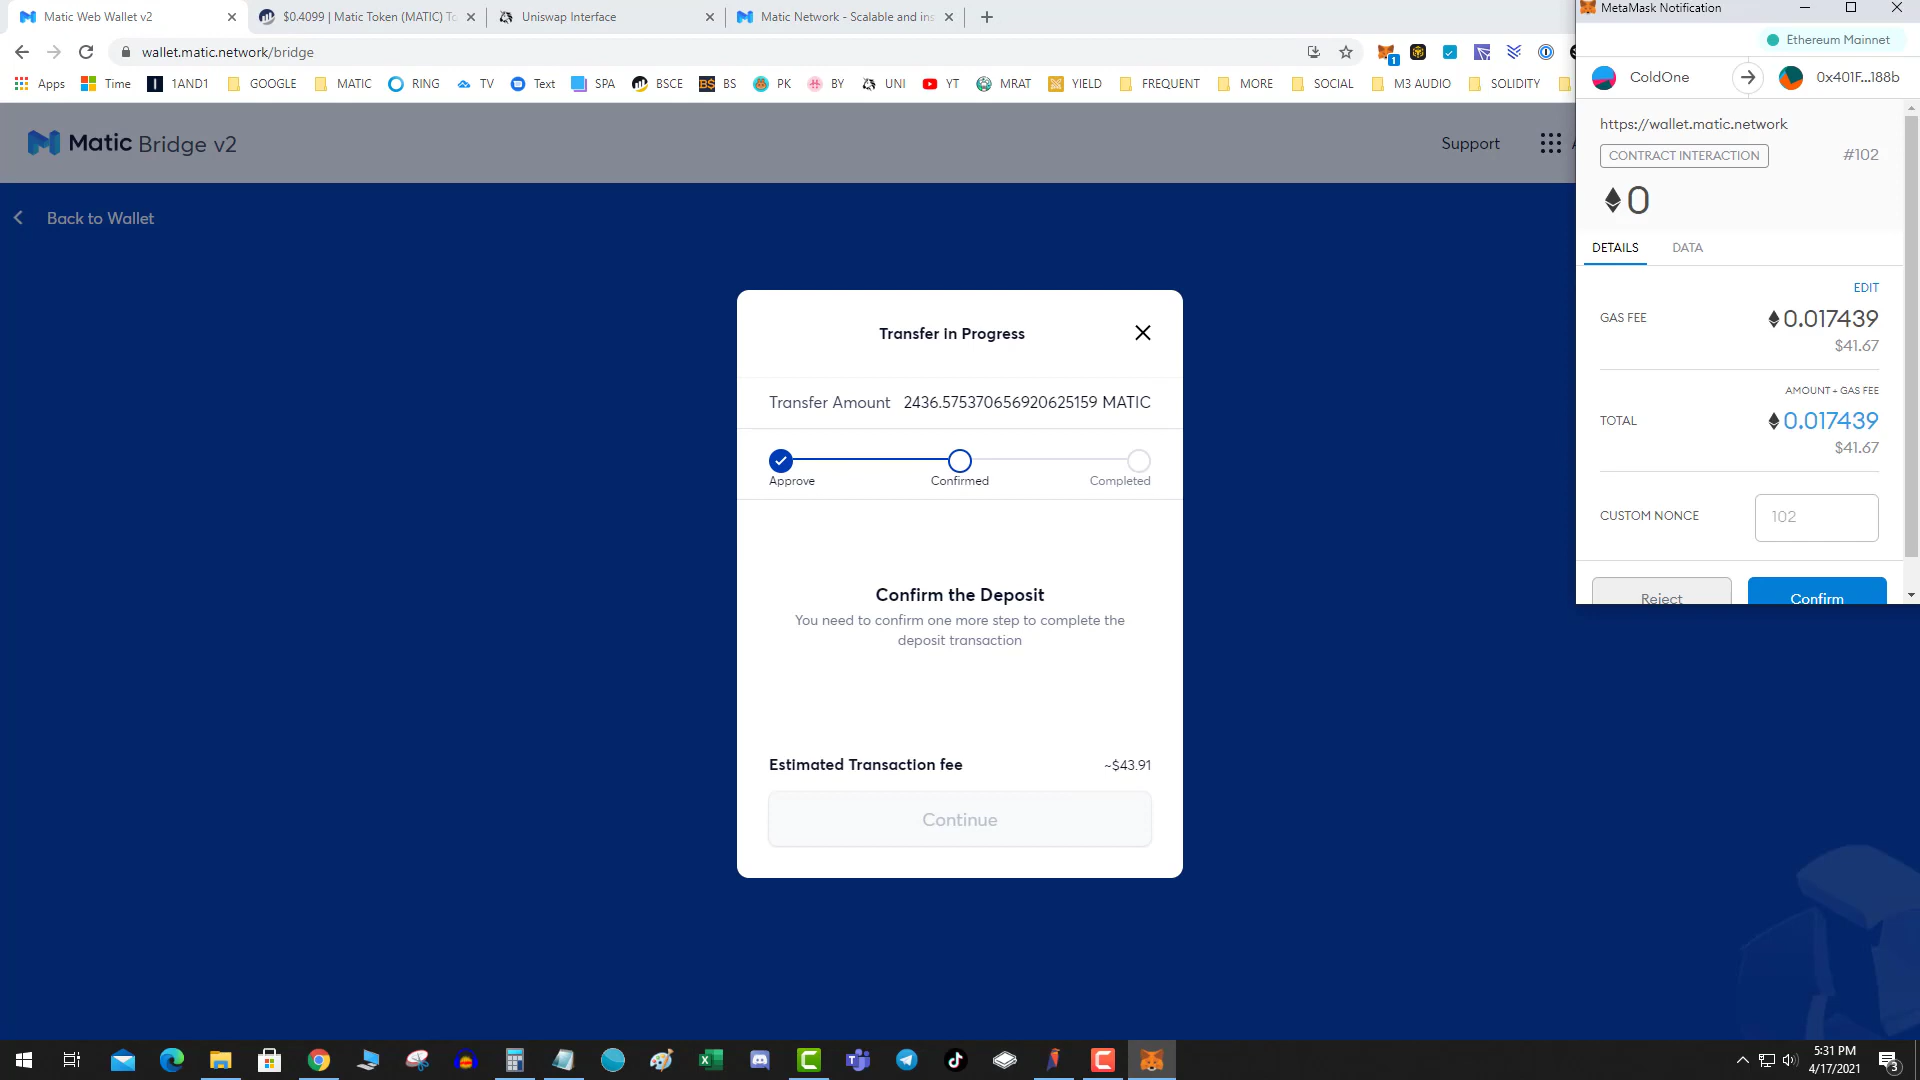 Matic Web Wallet v2
$0.4099 | Matic Token (MATIC) To
Uniswap Interface
Matic Network - Scalable and ins
MetaMask Notification
wallet.matic.network/bridge
1
Ethereum Mainnet
Apps
Time
1AND1
GOOGLE
MATIC
RING
TV
Text
SPA
BSCE
B$
BS
PK
BY
UNI
YT
MRAT
YIELD
FREQUENT
MORE
SOCIAL
M3 AUDIO
SOLIDITY
ColdOne
0x401F...188b
Matic Bridge v2
Support
https://wallet.matic.network
CONTRACT INTERACTION
#102
0
Back to Wallet
DETAILS
DATA
EDIT
GAS FEE
0.017439
$41.67
AMOUNT + GAS FEE
TOTAL
0.017439
$41.67
CUSTOM NONCE
102
Reject
Confirm
Transfer in Progress
Transfer Amount 2436.575370656920625159 MATIC
Approve
Confirmed
Completed
Confirm the Deposit
You need to confirm one more step to complete the
deposit transaction
Estimated Transaction fee
~$43.91
Continue
5:31 PM
4/17/2021
3